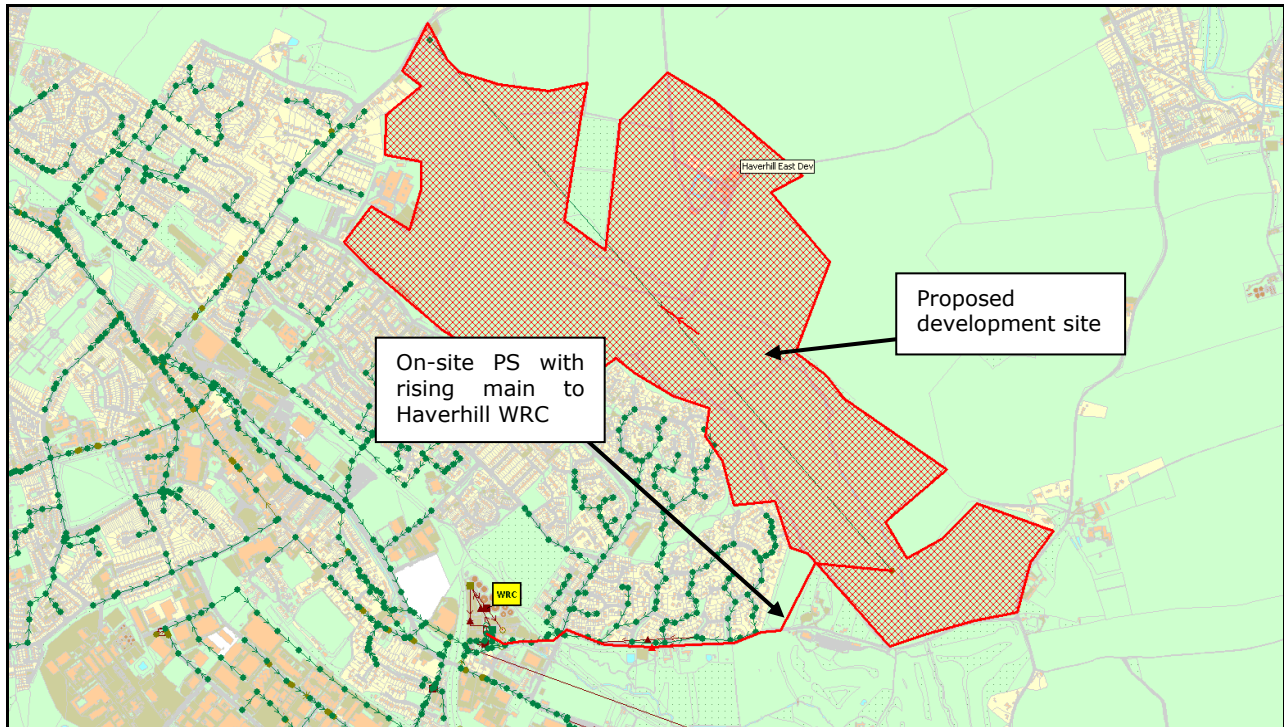 Haverhill East Dev
Proposed
development site
On-site PS with
rising main to
Haverhill WRC
WRC